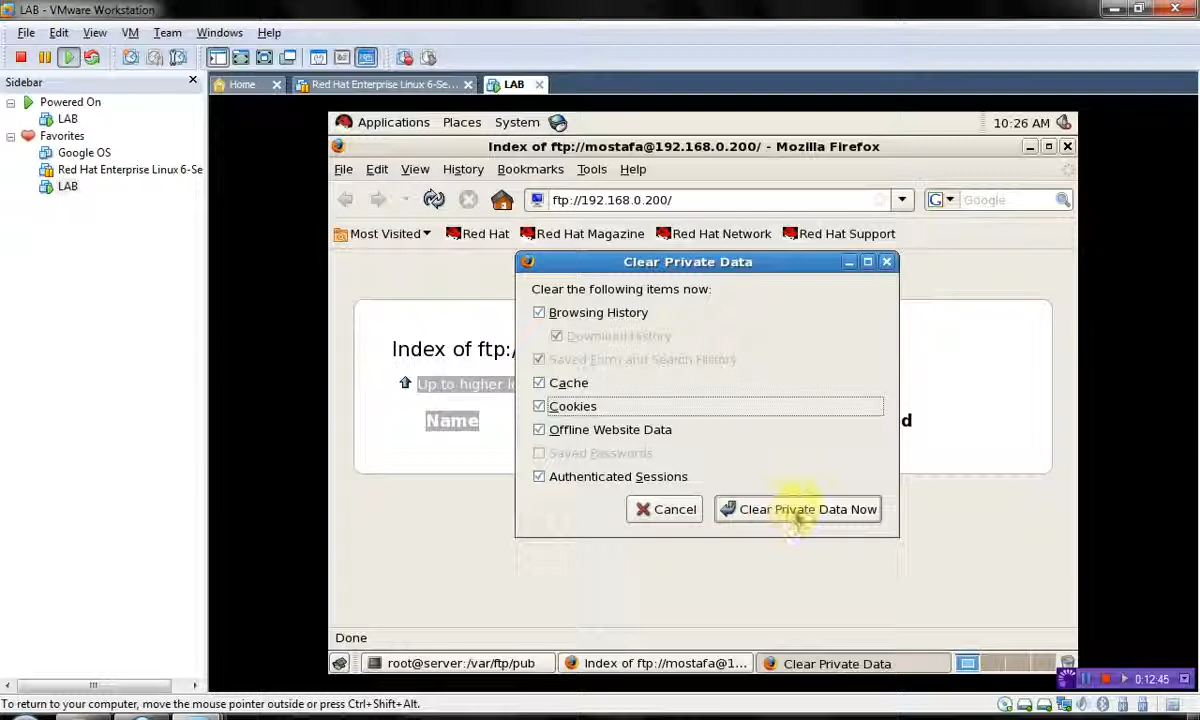 LAB - VMware Workstation
File Edit View VM Team Windows Help
Sidebar
Powered On
LAB
Favorites
Google OS
Red Hat Enterprise Linux 6-Se
LAB
Home
Red Hat Enterprise Linux 6-Se...
LAB
Applications Places System
10:26 AM
Index of ftp://mostafa@192.168.0.200/ - Mozilla Firefox
File Edit View History Bookmarks Tools Help
ftp://192.168.0.200/
Google
Most Visited Red Hat Red Hat Magazine Red Hat Network Red Hat Support
Index of ftp:/
Up to higher l
Name
d
Clear Private Data
Clear the following items now:
Browsing History
Download History
Saved Form and Search History
Cache
Cookies
Offline Website Data
Saved Passwords
Authenticated Sessions
Cancel Clear Private Data Now
Done
root@server:/var/ftp/pub
Index of ftp://mostafa@1...
Clear Private Data
0:12:45
To return to your computer, move the mouse pointer outside or press Ctrl+Shift+Alt.